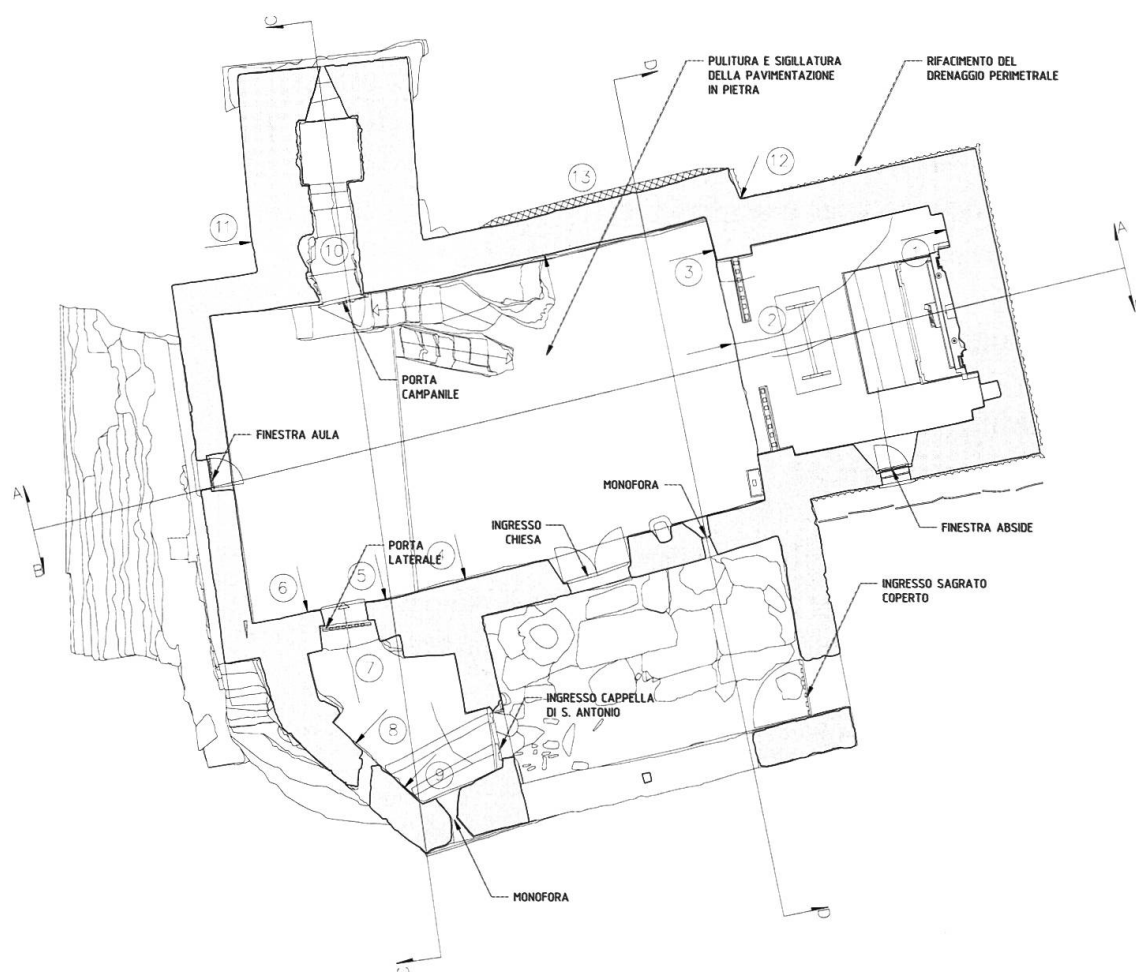 C
PULITURA E SIGILLATURA
DELLA PAVIMENTAZIONE
IN PIETRA
RIFACIMENTO DEL
DRENAGGIO PERIMETRALE
D
13
12
11
10
3
1
A
2
PORTA
CAMPANILE
FINESTRA AULA
A
B
MONOFORA
INGRESSO
CHIESA
FINESTRA ABSIDE
PORTA
LATERALE
4
5
6
INGRESSO SAGRATO
COPERTO
7
INGRESSO CAPPELLA
DI S. ANTONIO
8
9
MONOFORA
D
C